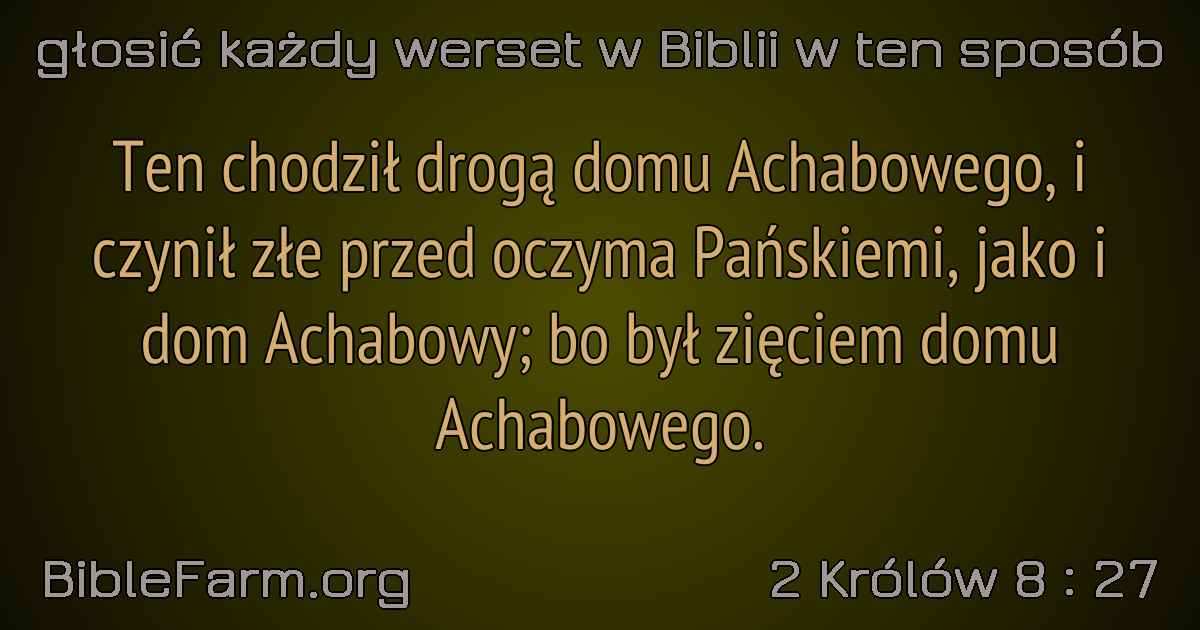 głosić każdy werset w Biblii w ten sposób
Ten chodził drogą domu Achabowego, i
czynił złe przed oczyma Pańskiemi, jako i
dom Achabowy; bo był zięciem domu
Achabowego.
BibleFarm.org
2 Królów 8 : 27